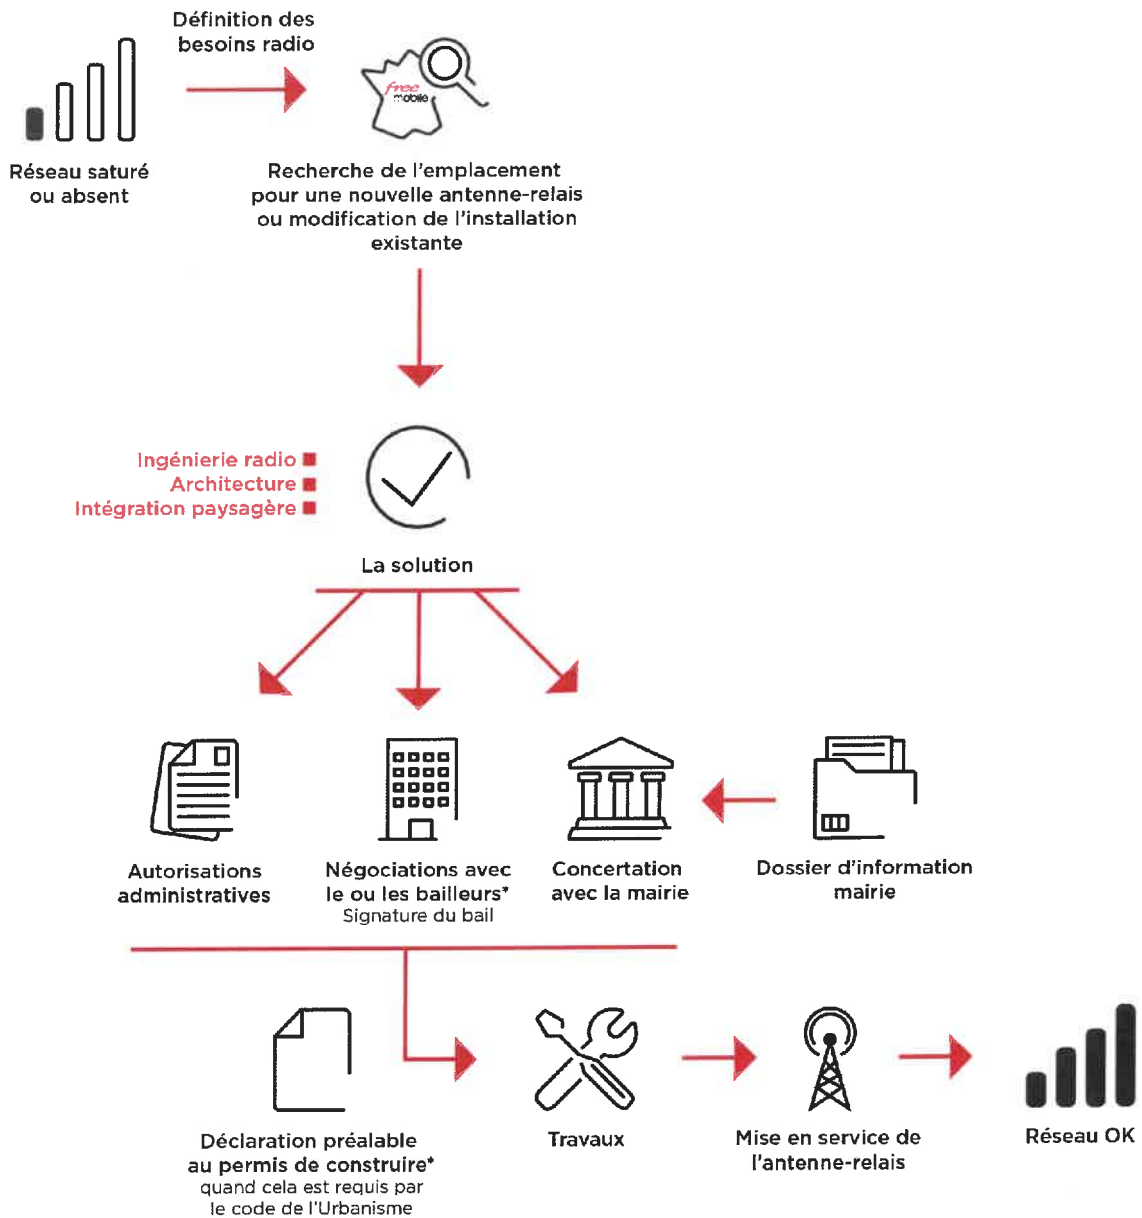 Définition des
besoins radio
free
mobile
Réseau saturé
ou absent
Recherche de l'emplacement
pour une nouvelle antenne-relais
ou modification de l'installation
existante
Ingénierie radio
Architecture
Intégration paysagère
La solution
Autorisations
administratives
Négociations avec
le ou les bailleurs*
Signature du bail
Concertation
avec la mairie
Dossier d'information
mairie
Déclaration préalable
au permis de construire*
quand cela est requis par
le code de l'Urbanisme
Travaux
Mise en service de
l'antenne-relais
Réseau OK